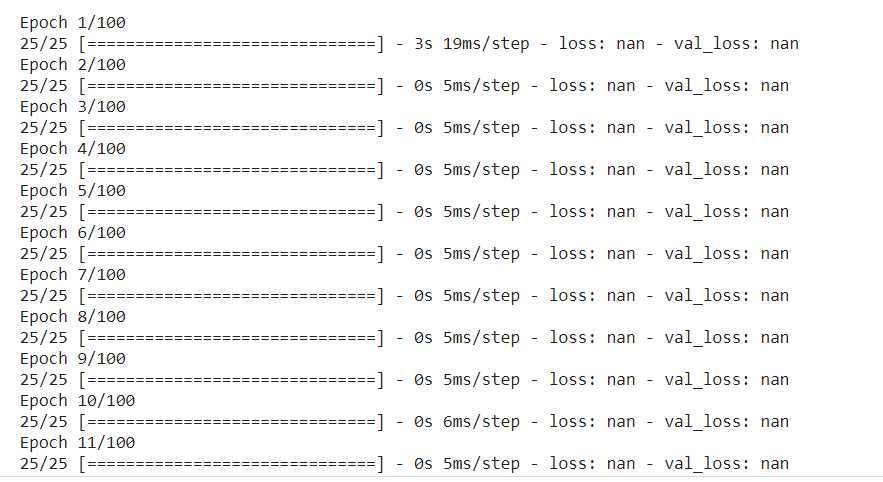 Epoch 1/100
25/25 [==============================] - 3s 19ms/step - loss: nan - val_loss: nan
Epoch 2/100
25/25 [==============================] - 0s 5ms/step - loss: nan - val_loss: nan
Epoch 3/100
25/25 [==============================] - 0s 5ms/step - loss: nan - val_loss: nan
Epoch 4/100
25/25 [==============================] - 0s 5ms/step - loss: nan - val_loss: nan
Epoch 5/100
25/25 [==============================] - 0s 5ms/step - loss: nan - val_loss: nan
Epoch 6/100
25/25 [==============================] - 0s 5ms/step - loss: nan - val_loss: nan
Epoch 7/100
25/25 [==============================] - 0s 5ms/step - loss: nan - val_loss: nan
Epoch 8/100
25/25 [==============================] - 0s 5ms/step - loss: nan - val_loss: nan
Epoch 9/100
25/25 [==============================] - 0s 5ms/step - loss: nan - val_loss: nan
Epoch 10/100
25/25 [==============================] - 0s 6ms/step - loss: nan - val_loss: nan
Epoch 11/100
25/25 [==============================] - 0s 5ms/step - loss: nan - val_loss: nan